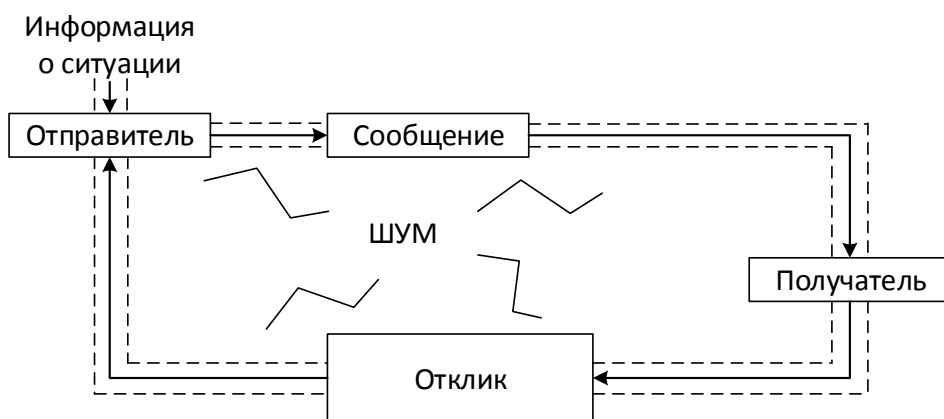 Информация
о ситуации
Отправитель
Сообщение
ШУМ
Получатель
Отклик